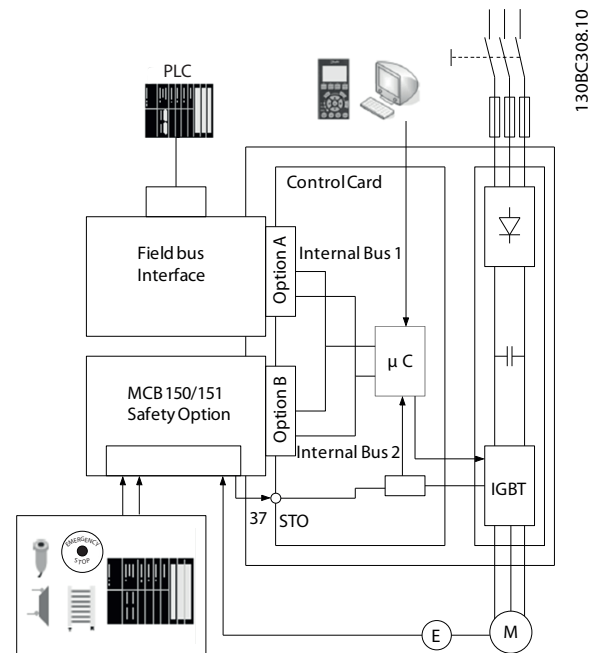 130BC308.10
PLC
Control Card
Field bus
Interface
Option A
Internal Bus 1
µ C
MCB 150/151
Safety Option
Option B
Internal Bus 2
IGBT
37
STO
EMERGENCY
STOP
E
M